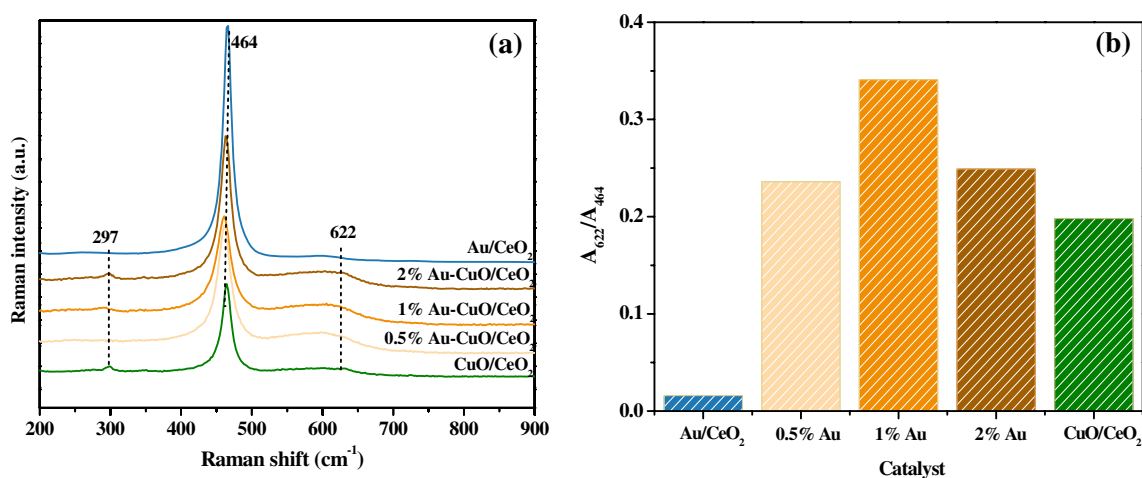 (a)
464
297
622
Au/CeO₂
2% Au-CuO/CeO₂
1% Au-CuO/CeO₂
0.5% Au-CuO/CeO₂
CuO/CeO₂
Raman intensity (a.u.)
200 300 400 500 600 700 800 900
Raman shift (cm⁻¹)
(b)
0.4
0.3
0.2
0.1
0.0
A₆₂₂/A₄₆₄
Au/CeO₂ 0.5% Au 1% Au 2% Au CuO/CeO₂
Catalyst